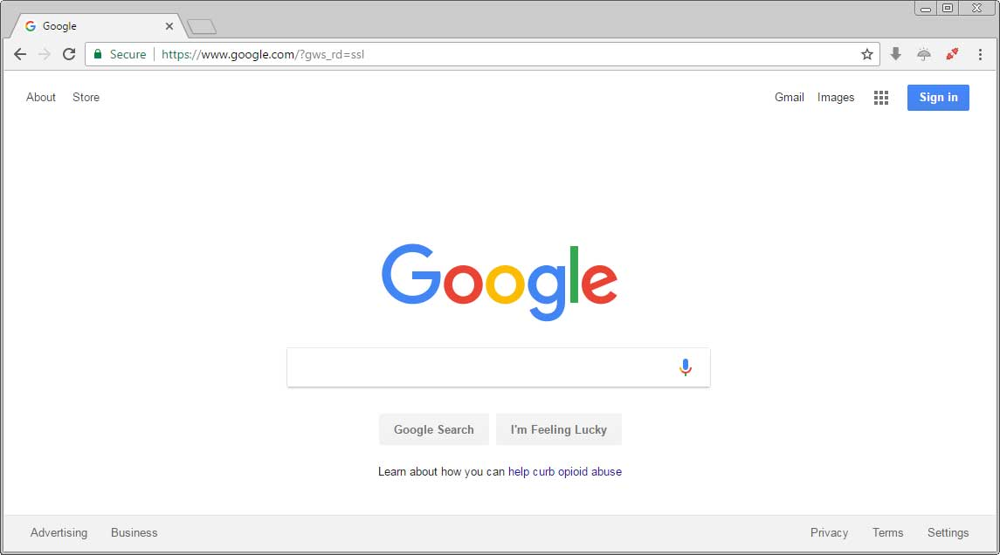 Google
Secure https://www.google.com/?gws_rd=ssl
About Store Gmail Images Sign in
Google
Google Search I'm Feeling Lucky
Learn about how you can help curb opioid abuse
Advertising Business Privacy Terms Settings